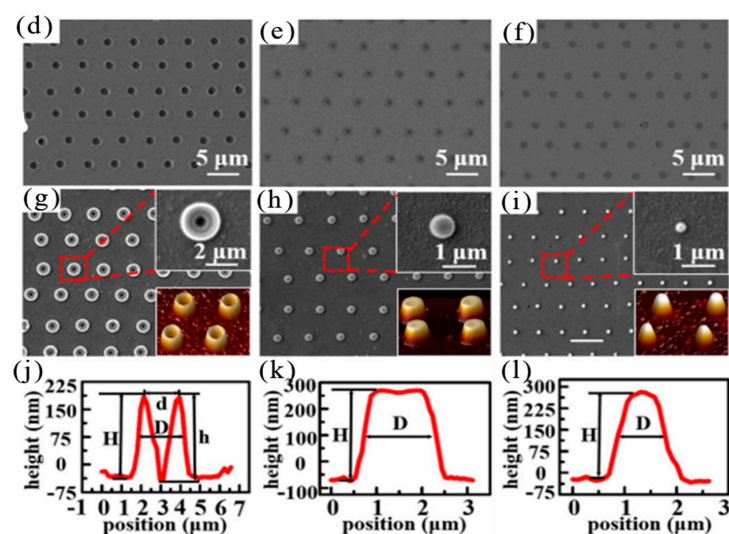 (d)
5 µm
(e)
5 µm
(f)
5 µm
(g)
2 µm
(h)
1 µm
(i)
1 µm
(j)
height (nm)
225
150
75
0
-75
H
d
D
h
-1 0 1 2 3 4 5 6 7
position (µm)
(k)
height (nm)
300
200
100
0
-100
H
D
0 1 2 3
position (µm)
(l)
height (nm)
300
225
150
75
0
-75
H
D
0 1 2 3
position (µm)